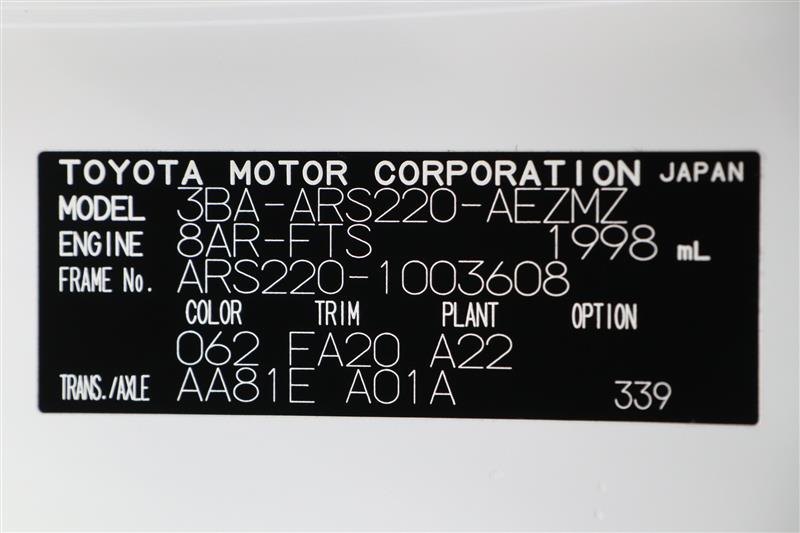 TOYOTA MOTOR CORPORATION JAPAN
MODEL 3BA-ARS220-AEZMZ
ENGINE 8AR-FTS 1998 mL
FRAME No. ARS220-1003608
COLOR TRIM PLANT OPTION
062 FA20 A22
TRANS./AXLE AA81E A01A 339